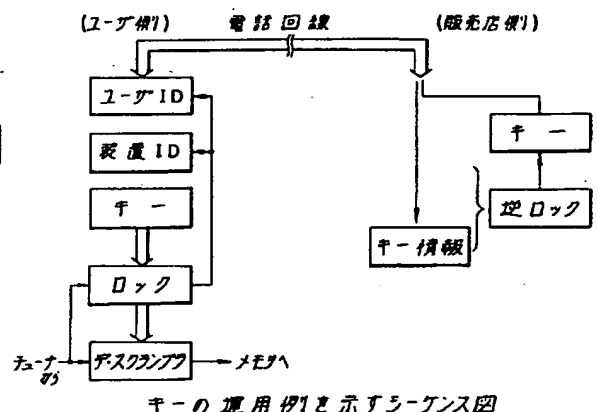 (ユーザ側) 電話回線 (販売店側)
ユーザID
装置ID
キー
ロック
チューナから
デ・スクランブラ
メモリへ
キー
逆ロック
キー情報
キーの運用例を示すシーケンス図